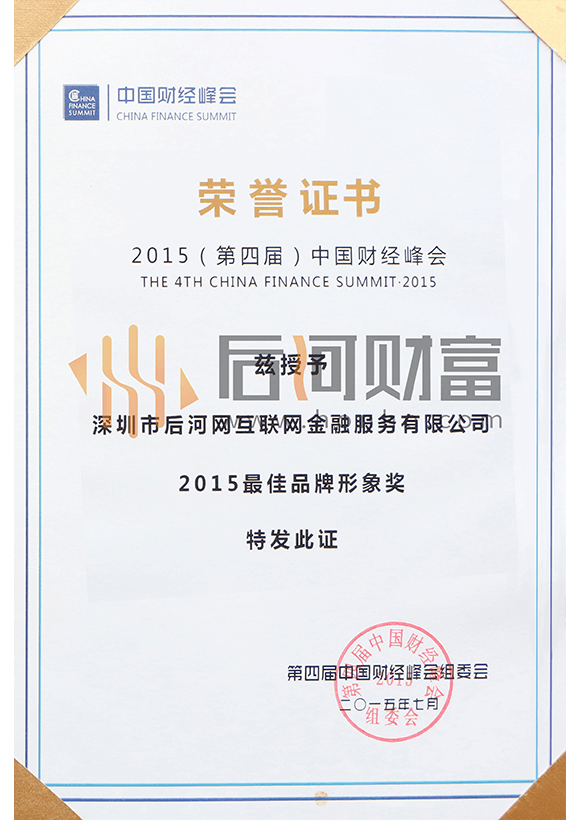 CHINA
FINANCE
SUMMIT
中国财经峰会
CHINA FINANCE SUMMIT
荣誉证书
2015（第四届）中国财经峰会
THE 4TH CHINA FINANCE SUMMIT·2015
后河财富
兹授予
深圳市后河网互联网金融服务有限公司
2015最佳品牌形象奖
特发此证
第四届中国财经峰会组委会
二〇一五年七月
第四届中国财经峰会
2015
组委会